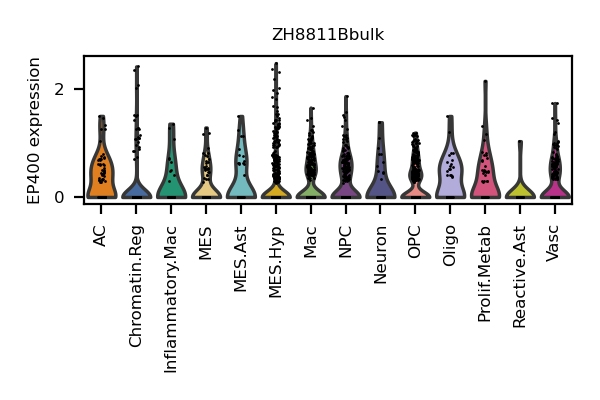 ZH8811Bbulk
EP400 expression
2
0
AC
Chromatin.Reg
Inflammatory.Mac
MES
MES.Ast
MES.Hyp
Mac
NPC
Neuron
OPC
Oligo
Prolif.Metab
Reactive.Ast
Vasc